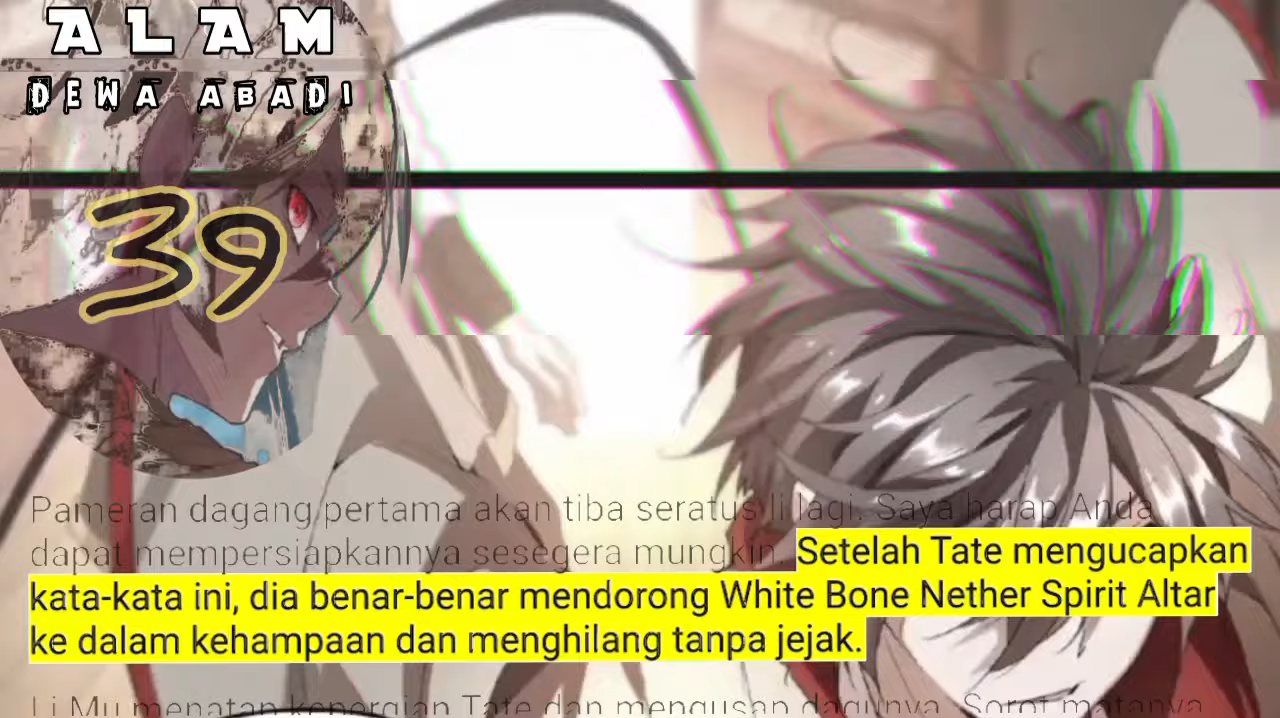 ALAM
DEWA ABADI
39
Pameran dagang pertama akan tiba seratus li lagi. Saya harap Anda
dapat mempersiapkannya sesegera mungkin. Setelah Tate mengucapkan
kata-kata ini, dia benar-benar mendorong White Bone Nether Spirit Altar
ke dalam kehampaan dan menghilang tanpa jejak.
Li Mu menatap kepergian Tate dan mengusap dagunya. Sorot matanya